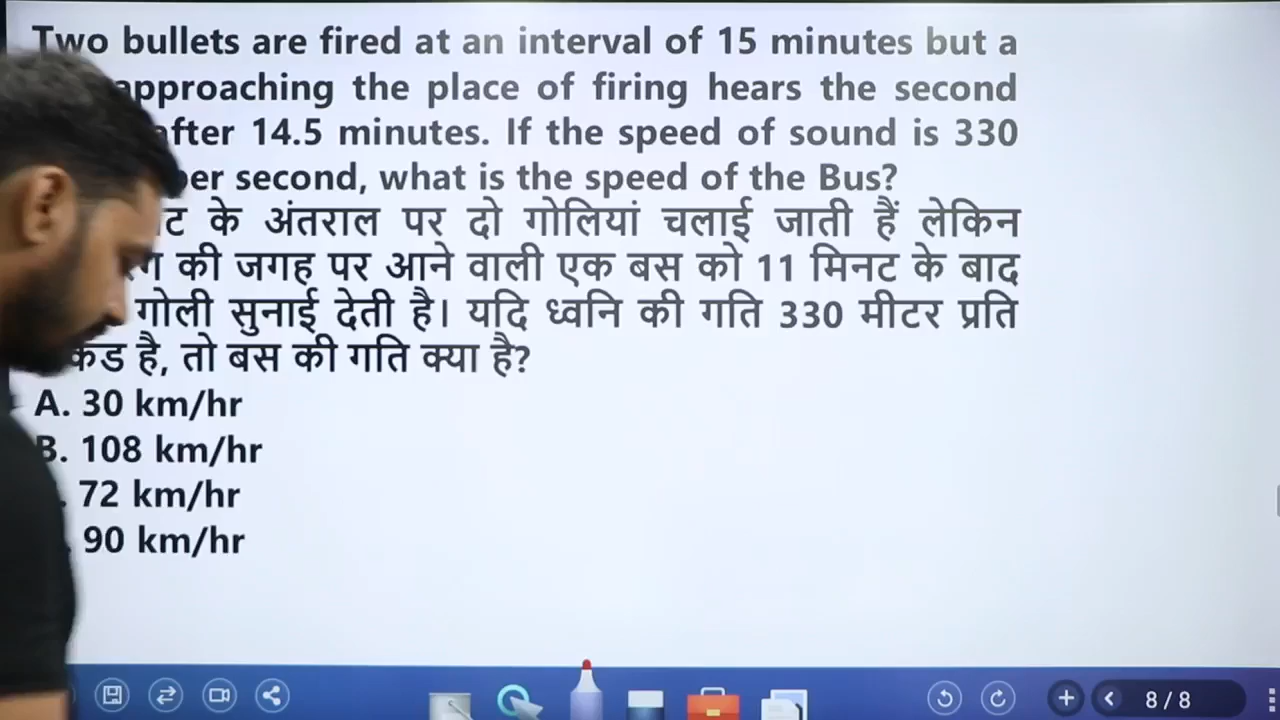 Two bullets are fired at an interval of 15 minutes but a
approaching the place of firing hears the second
after 14.5 minutes. If the speed of sound is 330
per second, what is the speed of the Bus?
के अंतराल पर दो गोलियां चलाई जाती हैं लेकिन
की जगह पर आने वाली एक बस को 11 मिनट के बाद
गोली सुनाई देती है। यदि ध्वनि की गति 330 मीटर प्रति
है, तो बस की गति क्या है?
A. 30 km/hr
B. 108 km/hr
72 km/hr
90 km/hr
8 / 8